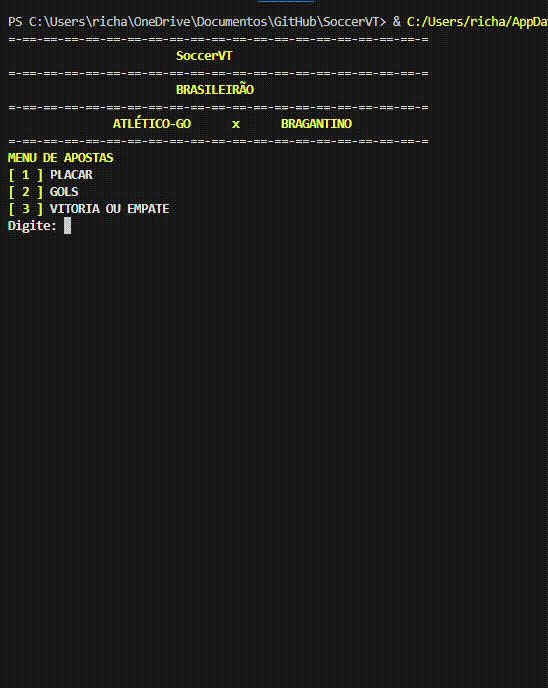 PS C:\Users\richa\OneDrive\Documentos\GitHub\SoccerVT> & C:/Users/richa/AppDa
=-==-==-==-==-==-==-==-==-==-==-==-==-==-==-==-==-==-==-==-=
SoccerVT
=-==-==-==-==-==-==-==-==-==-==-==-==-==-==-==-==-==-==-==-=
BRASILEIRÃO
=-==-==-==-==-==-==-==-==-==-==-==-==-==-==-==-==-==-==-==-=
ATLÉTICO-GO x BRAGANTINO
=-==-==-==-==-==-==-==-==-==-==-==-==-==-==-==-==-==-==-==-=
MENU DE APOSTAS
[ 1 ] PLACAR
[ 2 ] GOLS
[ 3 ] VITORIA OU EMPATE
Digite: